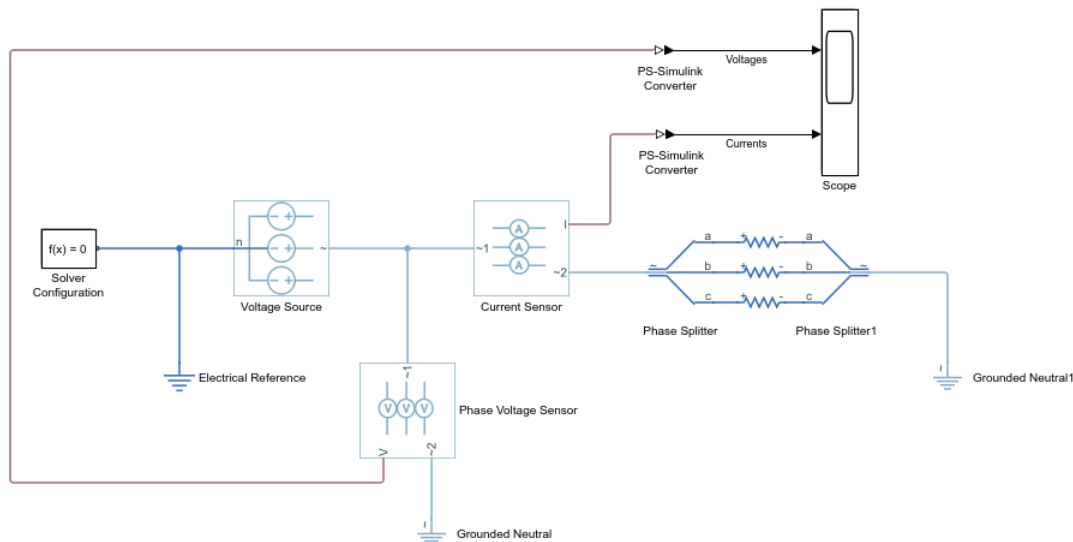 Voltages
PS-Simulink
Converter
Currents
PS-Simulink
Converter
Scope
f(x) = 0
Solver
Configuration
n
~
Voltage Source
~1
I
~2
Current Sensor
~
a
+
-
a
b
+
-
b
c
+
-
c
~
Phase Splitter
Phase Splitter1
Electrical Reference
~
Grounded Neutral1
~1
V
V
V
V
~2
Phase Voltage Sensor
~
Grounded Neutral
- +
- +
- +
A
A
A